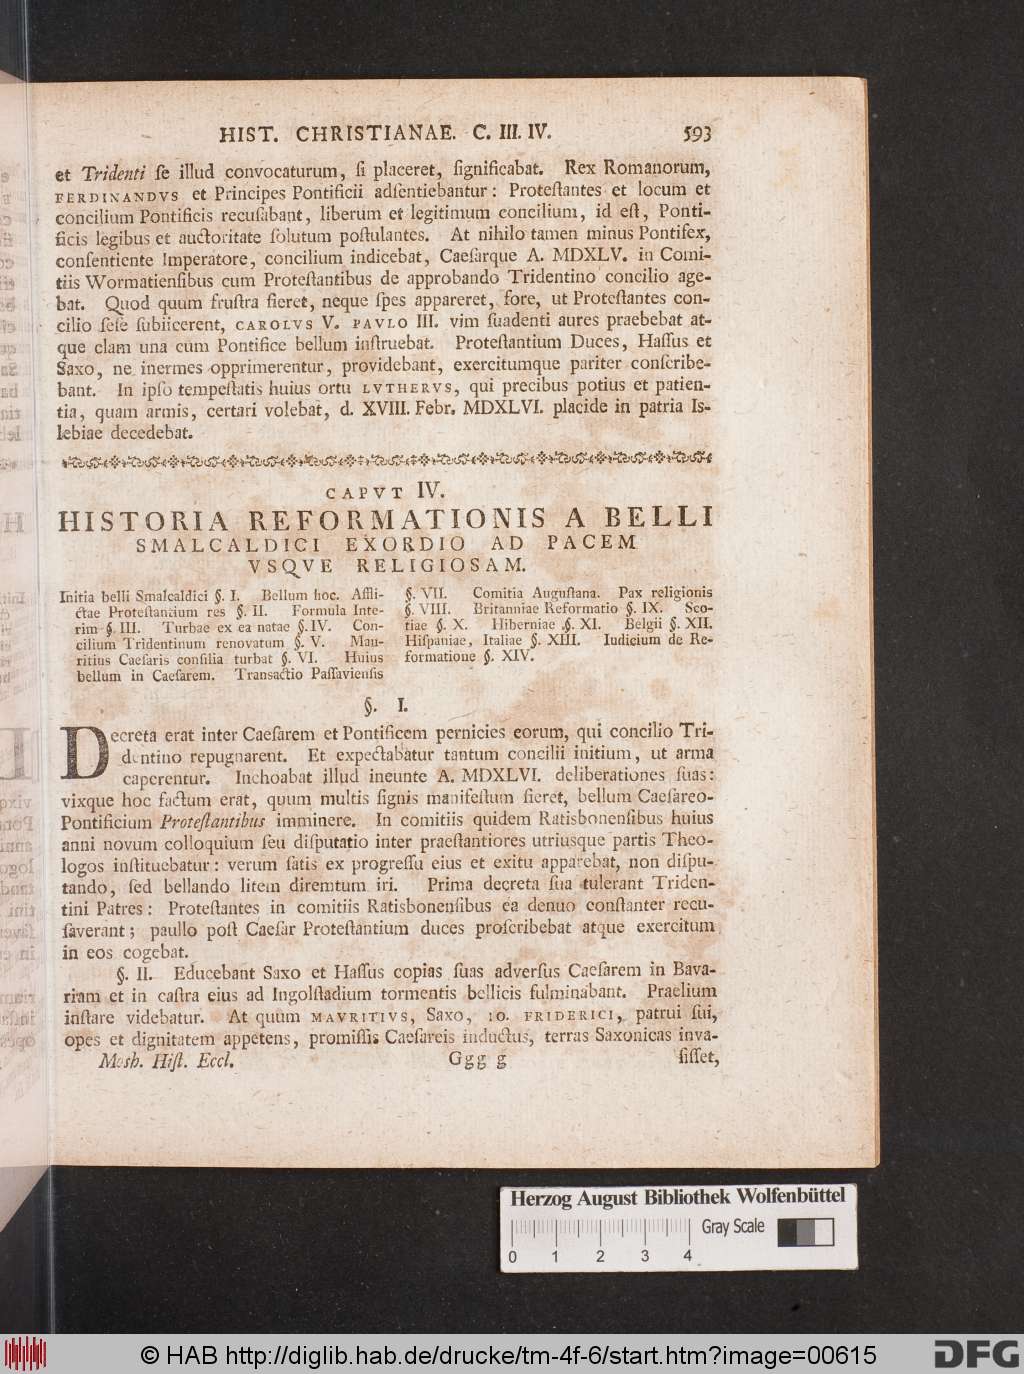 HIST. CHRISTIANAE. C. III. IV. 593
et Tridenti ſe illud convocaturum, ſi placeret, ſignificabat. Rex Romanorum,
FERDINANDVS et Principes Pontificii adſentiebantur: Proteſtantes et locum et
concilium Pontificis recuſabant, liberum et legitimum concilium, id eſt, Ponti-
ficis legibus et auctoritate ſolutum poſtulantes. At nihilo tamen minus Pontifex,
conſentiente Imperatore, concilium indicebat, Caeſarque A. MDXLV. in Comi-
tiis Wormatienſibus cum Proteſtantibus de approbando Tridentino concilio age-
bat. Quod quum fruſtra fieret, neque ſpes appareret, fore, ut Proteſtantes con-
cilio ſeſe ſubiicerent, CAROLVS V. PAVLO III. vim ſuadenti aures praebebat at-
que clam una cum Pontifice bellum inſtruebat. Proteſtantium Duces, Haſſus et
Saxo, ne inermes opprimerentur, providebant, exercitumque pariter conſcribe-
bant. In ipſo tempeſtatis huius ortu LVTHERVS, qui precibus potius et patien-
tia, quam armis, certari volebat, d. XVIII. Febr. MDXLVI. placide in patria Is-
lebiae decedebat.
CAPVT IV.
HISTORIA REFORMATIONIS A BELLI
SMALCALDICI EXORDIO AD PACEM
VSQVE RELIGIOSAM.
Initia belli Smalcaldici §. I. Bellum hoc. Affli-
ctae Proteſtantium res §. II. Formula Inte-
rim §. III. Turbae ex ea natae §. IV. Con-
cilium Tridentinum renovatum §. V. Mau-
ritius Caeſaris conſilia turbat §. VI. Huius
bellum in Caeſarem. Transactio Paſſavienſis
§. VII. Comitia Auguſtana. Pax religionis
§. VIII. Britanniae Reformatio §. IX. Sco-
tiae §. X. Hiberniae §. XI. Belgii §. XII.
Hiſpaniae, Italiae §. XIII. Iudicium de Re-
formatione §. XIV.
§. I.
Decreta erat inter Caeſarem et Pontificem pernicies eorum, qui concilio Tri-
dentino repugnarent. Et expectabatur tantum concilii initium, ut arma
caperentur. Inchoabat illud ineunte A. MDXLVI. deliberationes ſuas:
vixque hoc factum erat, quum multis ſignis manifeſtum fieret, bellum Caeſareo-
Pontificium Proteſtantibus imminere. In comitiis quidem Ratisbonenſibus huius
anni novum colloquium ſeu diſputatio inter praeſtantiores utriusque partis Theo-
logos inſtituebatur: verum ſatis ex progreſſu eius et exitu apparebat, non diſpu-
tando, ſed bellando litem diremtum iri. Prima decreta ſua tulerant Triden-
tini Patres: Proteſtantes in comitiis Ratisbonenſibus ea denuo conſtanter recu-
ſaverant; paullo poſt Caeſar Proteſtantium duces proſcribebat atque exercitum
in eos cogebat.
§. II. Educebant Saxo et Haſſus copias ſuas adverſus Caeſarem in Bava-
riam et in caſtra eius ad Ingolſtadium tormentis bellicis fulminabant. Praelium
inſtare videbatur. At quum MAVRITIVS, Saxo, IO. FRIDERICI, patrui ſui,
opes et dignitatem appetens, promiſſis Caeſareis inductus, terras Saxonicas inva-
Mosh. Hiſt. Eccl. Ggg g ſiſſet,
Herzog August Bibliothek Wolfenbüttel
Gray Scale
0 1 2 3 4
© HAB http://diglib.hab.de/drucke/tm-4f-6/start.htm?image=00615
DFG